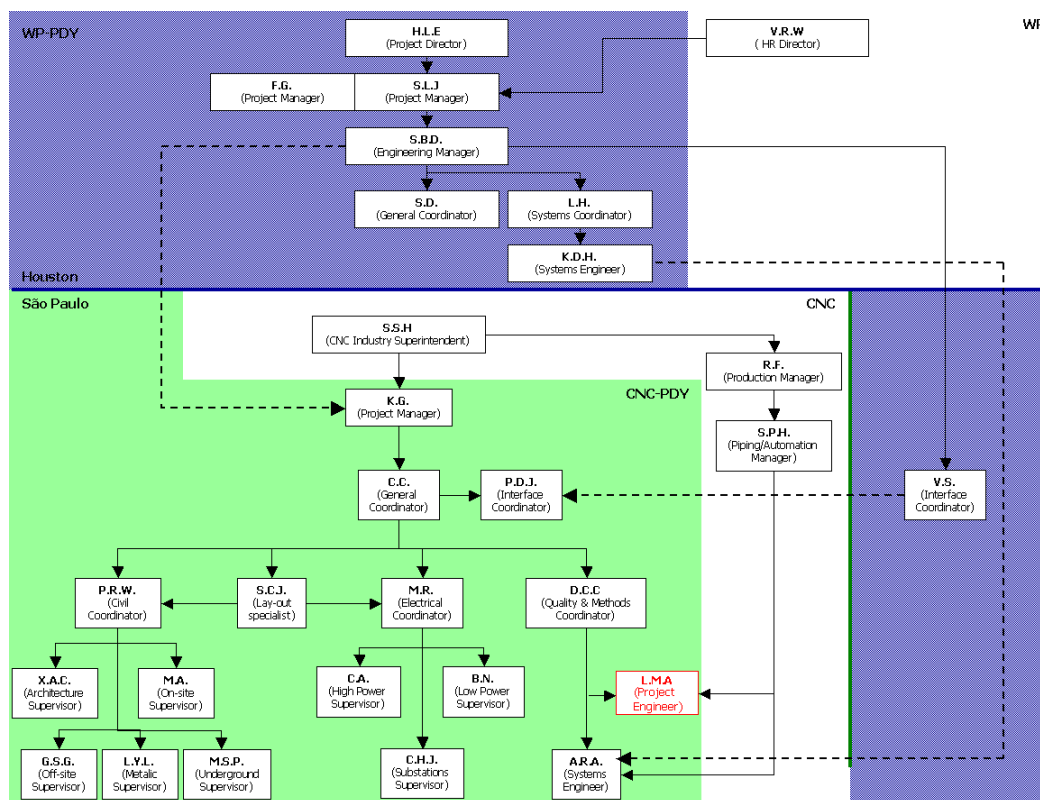 WP-PDY
H.L.E
(Project Director)
V.R.W
( HR Director)
WP
F.G.
(Project Manager)
S.L.J
(Project Manager)
S.B.D.
(Engineering Manager)
S.D.
(General Coordinator)
L.H.
(Systems Coordinator)
K.D.H.
(Systems Engineer)
Houston
São Paulo
CNC
S.S.H
(CNC Industry Superintendent)
R.F.
(Production Manager)
CNC-PDY
K.G.
(Project Manager)
S.P.H.
(Piping/Automation
Manager)
C.C.
(General
Coordinator)
P.D.J.
(Interface
Coordinator)
V.S.
(Interface
Coordinator)
P.R.W.
(Civil
Coordinator)
S.C.J.
(Lay-out
specialist)
M.R.
(Electrical
Coordinator)
D.C.C
(Quality & Methods
Coordinator)
X.A.C.
(Architecture
Supervisor)
M.A.
(On-site
Supervisor)
C.A.
(High Power
Supervisor)
B.N.
(Low Power
Supervisor)
L.M.A
(Project
Engineer)
G.S.G.
(Off-site
Supervisor)
L.Y.L.
(Metalic
Supervisor)
M.S.P.
(Underground
Supervisor)
C.H.J.
(Substations
Supervisor)
A.R.A.
(Systems
Engineer)